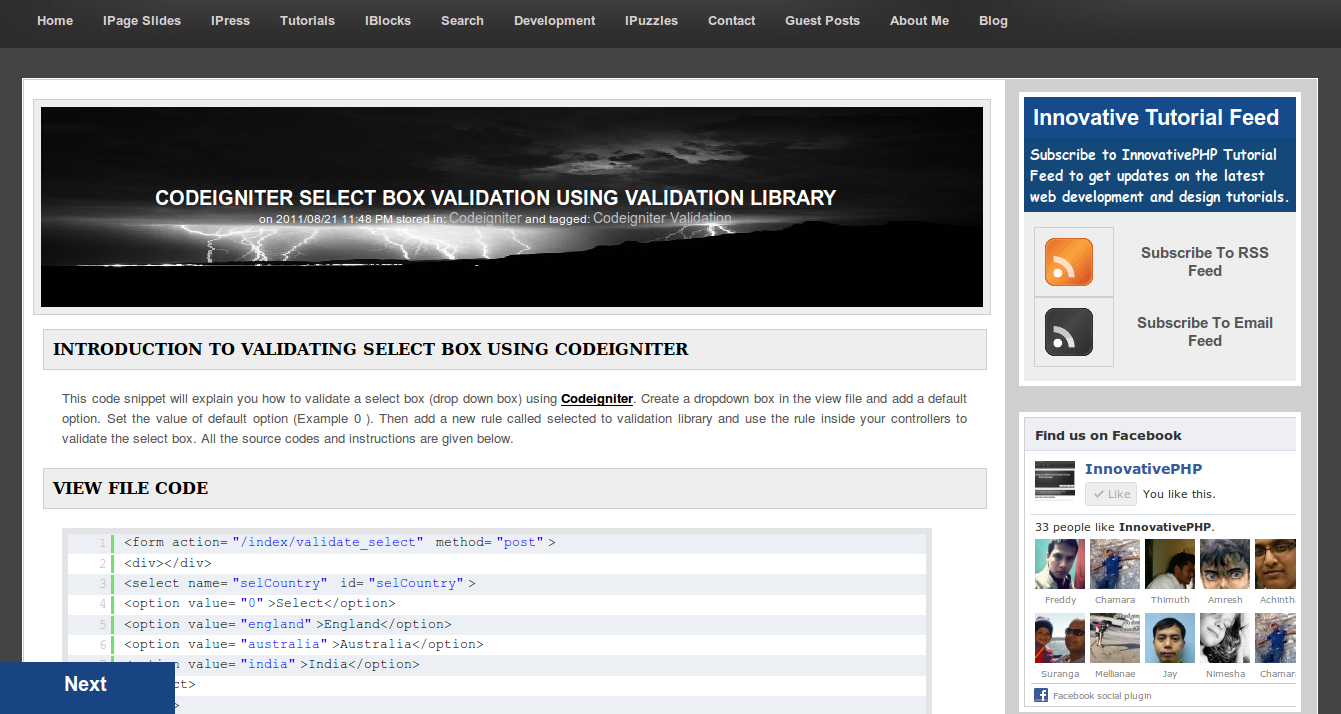 Home IPage Slides IPress Tutorials IBlocks Search Development IPuzzles Contact Guest Posts About Me Blog
CODEIGNITER SELECT BOX VALIDATION USING VALIDATION LIBRARY
on 2011/08/21 11:48 PM stored in: Codeigniter and tagged: Codeigniter Validation
INTRODUCTION TO VALIDATING SELECT BOX USING CODEIGNITER
This code snippet will explain you how to validate a select box (drop down box) using Codeigniter. Create a dropdown box in the view file and add a default
option. Set the value of default option (Example 0 ). Then add a new rule called selected to validation library and use the rule inside your controllers to
validate the select box. All the source codes and instructions are given below.
VIEW FILE CODE
1 <form action= "/index/validate_select" method= "post" >
2 <div></div>
3 <select name= "selCountry" id= "selCountry" >
4 <option value= "0" >Select</option>
5 <option value= "england" >England</option>
6 <option value= "australia" >Australia</option>
value= "india" >India</option>
ct>
>
Next
Innovative Tutorial Feed
Subscribe to InnovativePHP Tutorial
Feed to get updates on the latest
web development and design tutorials.
Subscribe To RSS
Feed
Subscribe To Email
Feed
Find us on Facebook
InnovativePHP
Like You like this.
33 people like InnovativePHP.
Freddy Chamara Thimuth Amresh Achinth
Suranga Mellianae Jay Nimesha Chamar
Facebook social plugin